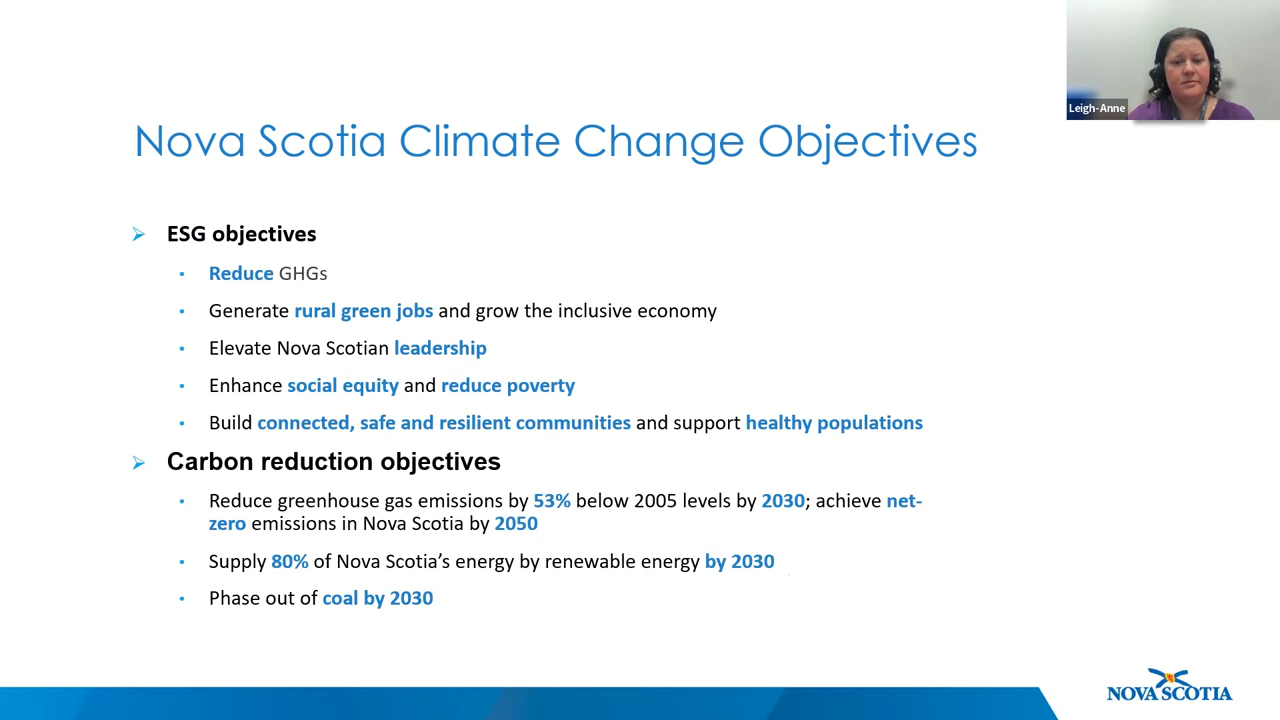 Leigh-Anne
Nova Scotia Climate Change Objectives
ESG objectives
Reduce GHGs
Generate rural green jobs and grow the inclusive economy
Elevate Nova Scotian leadership
Enhance social equity and reduce poverty
Build connected, safe and resilient communities and support healthy populations
Carbon reduction objectives
Reduce greenhouse gas emissions by 53% below 2005 levels by 2030; achieve net-
zero emissions in Nova Scotia by 2050
Supply 80% of Nova Scotia’s energy by renewable energy by 2030
Phase out of coal by 2030
NOVA SCOTIA